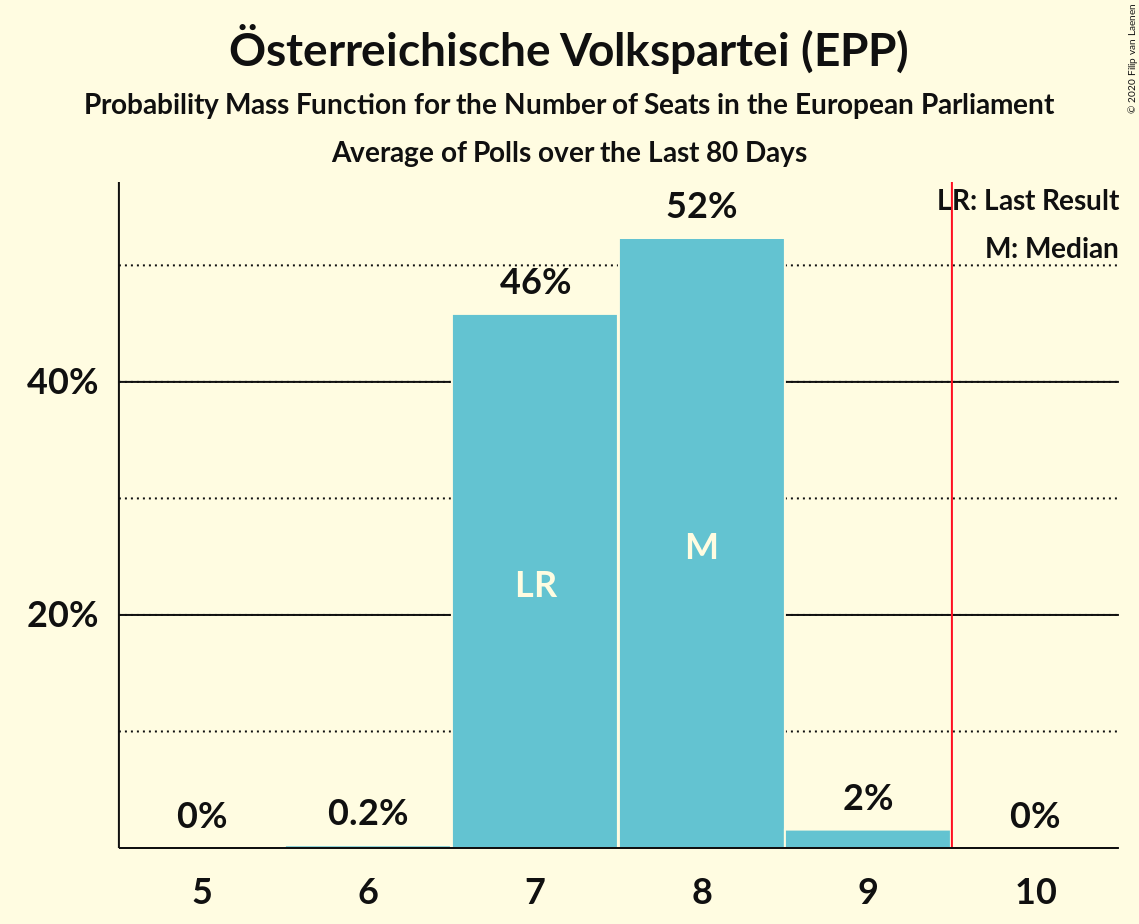 Österreichische Volkspartei (EPP)
Probability Mass Function for the Number of Seats in the European Parliament
Average of Polls over the Last 80 Days
© 2020 Filip van Laenen
LR: Last Result
M: Median
52%
46%
40%
M
LR
20%
0%
0.2%
2%
0%
5
6
7
8
9
10